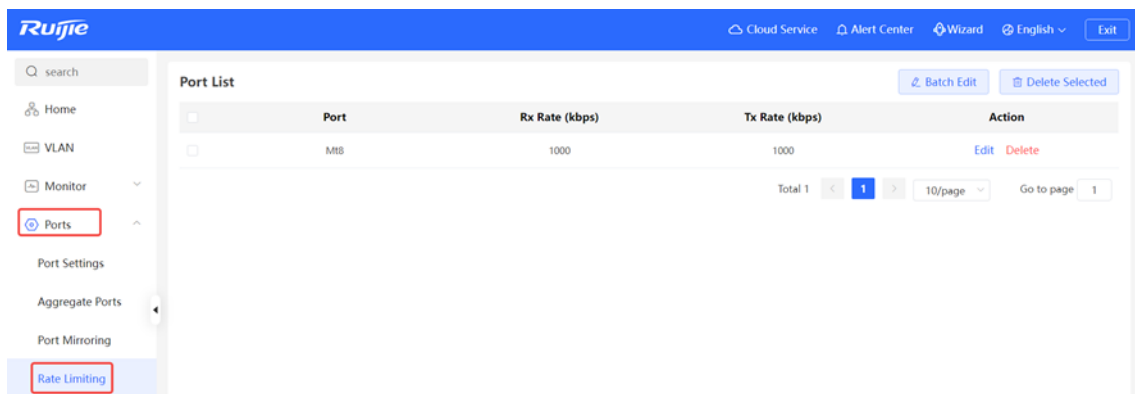 Ruijie
Cloud Service Alert Center Wizard English Exit
search
Home
VLAN
Monitor
Ports
Port Settings
Aggregate Ports
Port Mirroring
Rate Limiting
Port List
Batch Edit Delete Selected
Port Rx Rate (kbps) Tx Rate (kbps) Action
Mt8 1000 1000 Edit Delete
Total 1 < 1 > 10/page Go to page 1